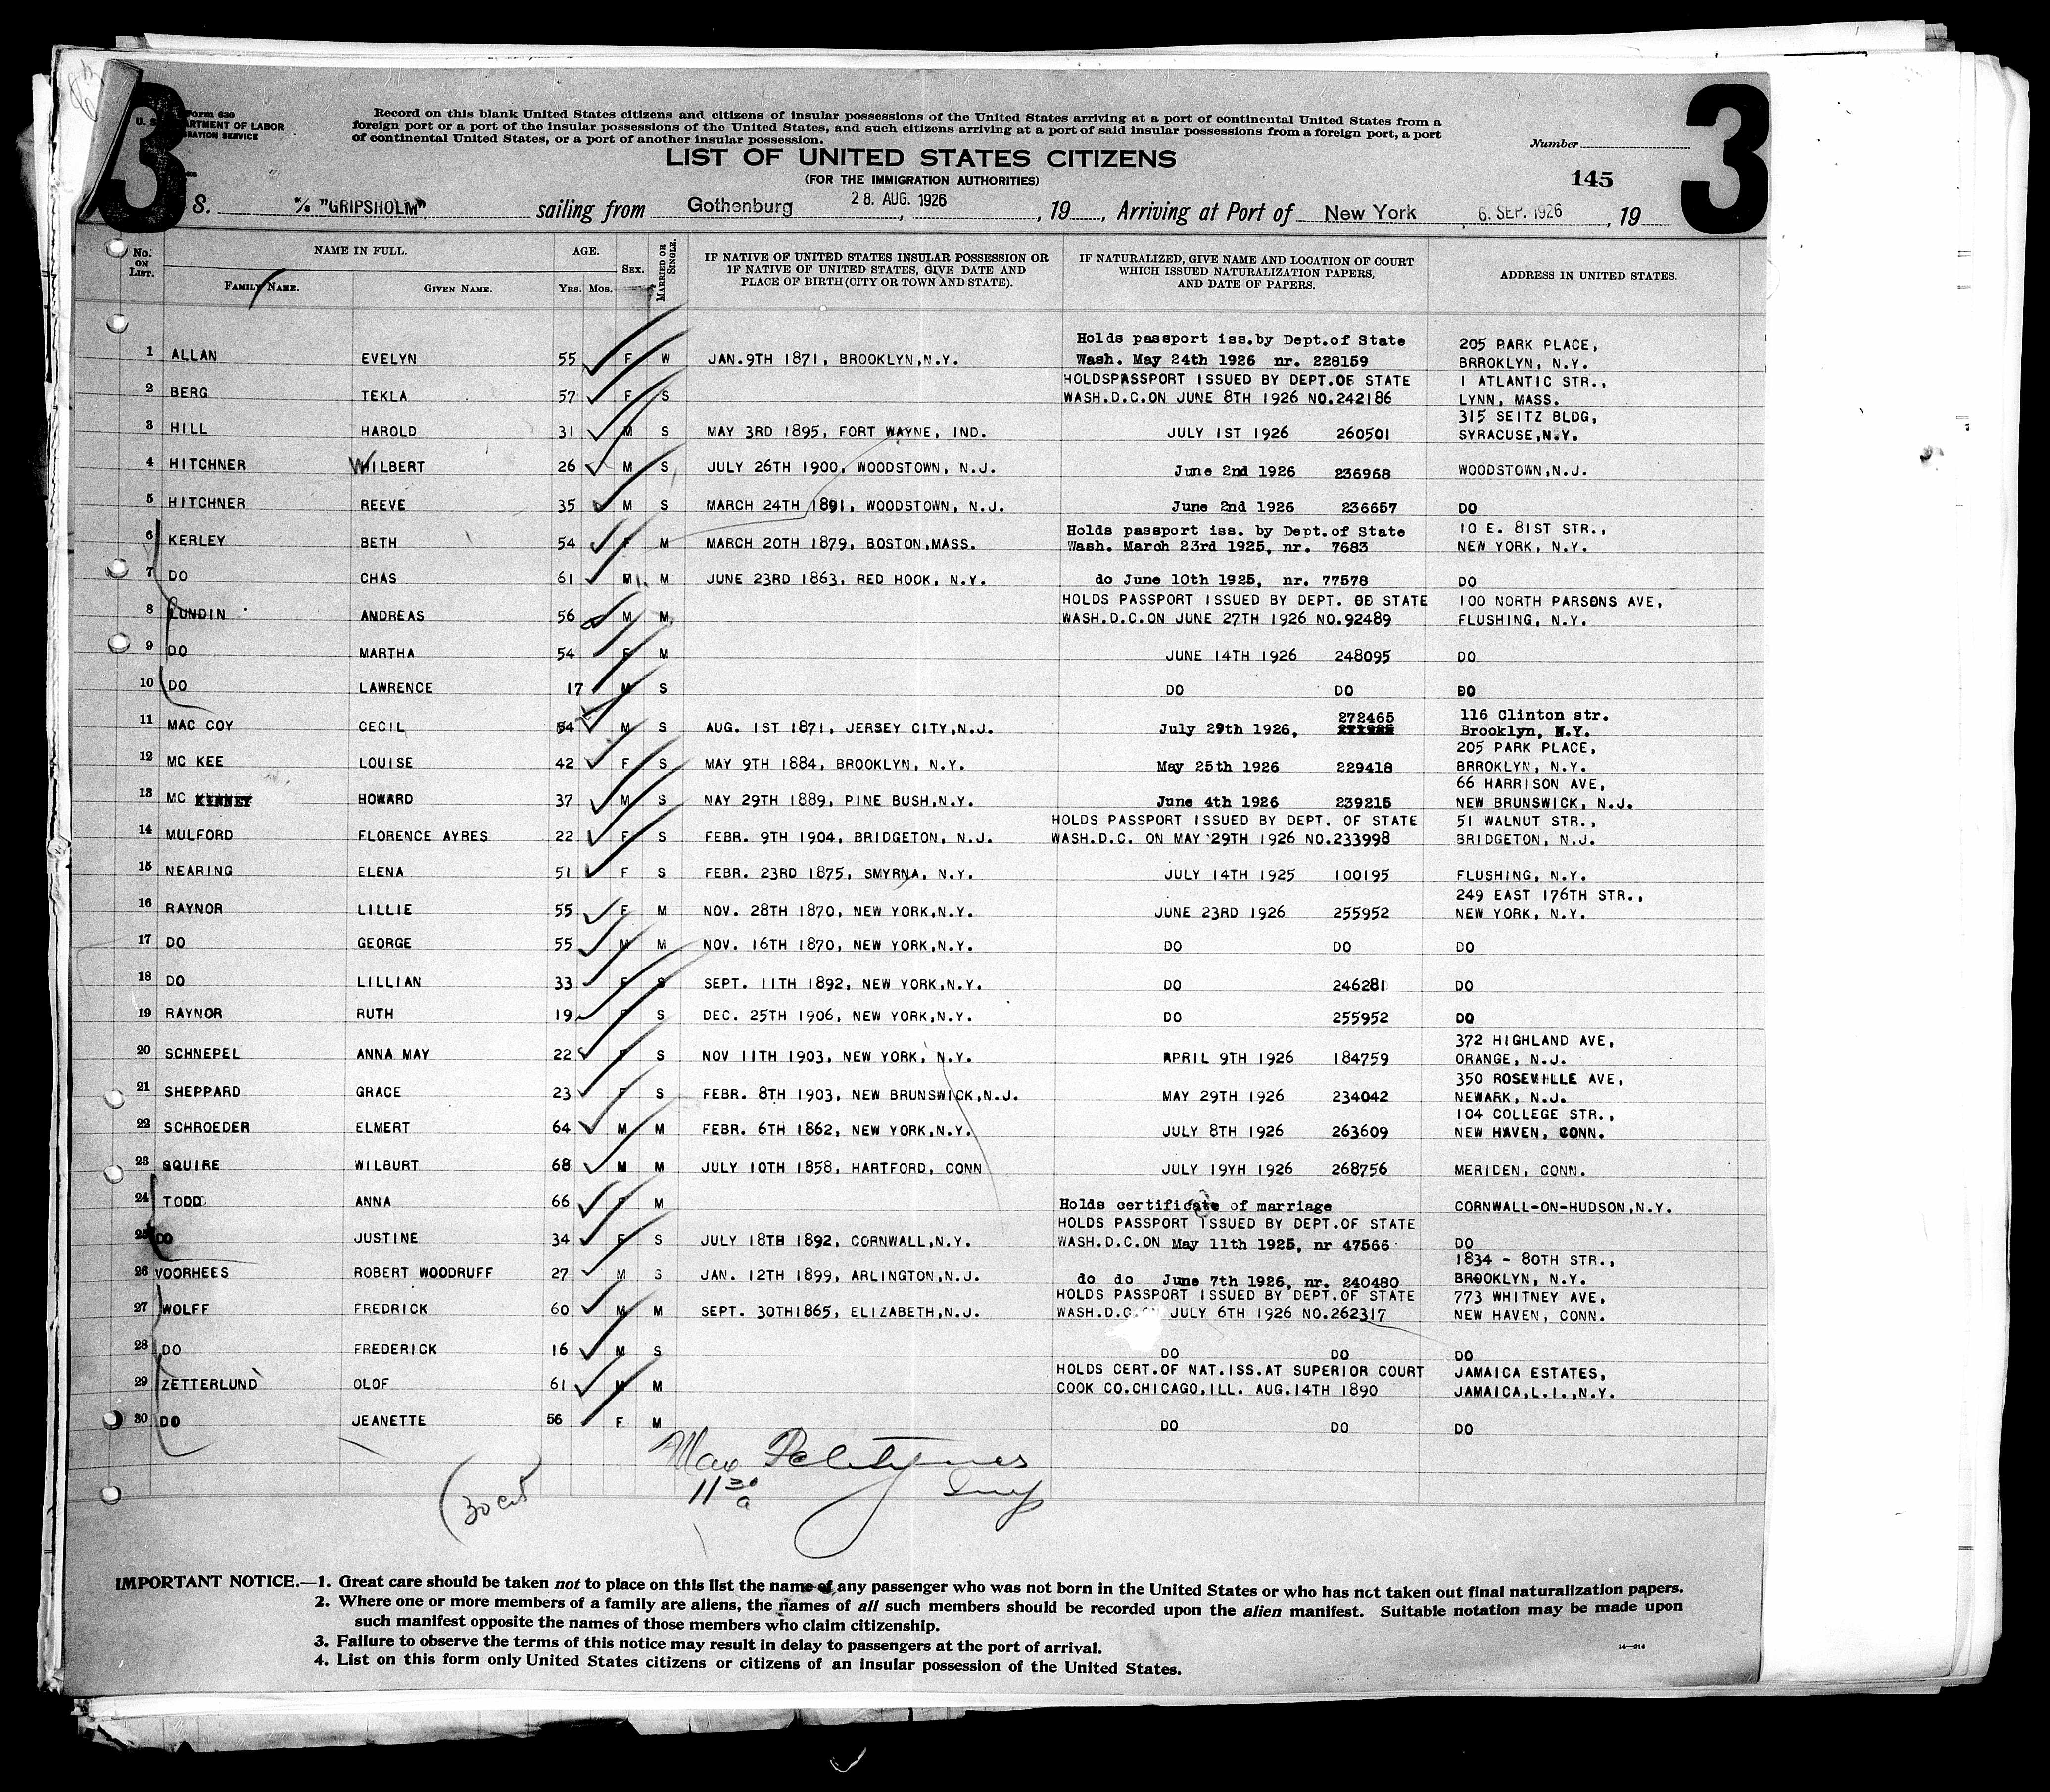 3
3
Form 630
U. S. DEPARTMENT OF LABOR
IMMIGRATION SERVICE
Record on this blank United States citizens and citizens of insular possessions of the United States arriving at a port of continental United States from a
foreign port or a port of the insular possessions of the United States, and such citizens arriving at a port of said insular possessions from a foreign port, a port
of continental United States, or a port of another insular possession.
LIST OF UNITED STATES CITIZENS
(FOR THE IMMIGRATION AUTHORITIES)
Number
145
S. "GRIPSHOLM" sailing from Gothenburg 28. AUG. 1926, 19, Arriving at Port of New York 6. SEP. 1926, 19
No. ON LIST. NAME IN FULL. AGE. SEX. MARRIED OR SINGLE. IF NATIVE OF UNITED STATES INSULAR POSSESSION OR IF NATIVE OF UNITED STATES, GIVE DATE AND PLACE OF BIRTH (CITY OR TOWN AND STATE). IF NATURALIZED, GIVE NAME AND LOCATION OF COURT WHICH ISSUED NATURALIZATION PAPERS, AND DATE OF PAPERS. ADDRESS IN UNITED STATES.
FAMILY NAME. GIVEN NAME. YRS. MOS.
Holds passport iss.by Dept.of State 205 PARK PLACE,
1 ALLAN EVELYN 55 F W JAN.9TH 1871, BROOKLYN,N.Y. Wash. May 24th 1926 nr. 228159 BRROKLYN, N.Y.
HOLDSPASSPORT ISSUED BY DEPT.OF STATE 1 ATLANTIC STR.,
2 BERG TEKLA 57 F S WASH.D.C.ON JUNE 8TH 1926 NO.242186 LYNN, MASS.
315 SEITZ BLDG,
3 HILL HAROLD 31 M S MAY 3RD 1895, FORT WAYNE, IND. JULY 1ST 1926 260501 SYRACUSE,N.Y.
4 HITCHNER WILBERT 26 M S JULY 26TH 1900, WOODSTOWN, N.J. June 2nd 1926 236968 WOODSTOWN,N.J.
5 HITCHNER REEVE 35 M S MARCH 24TH 1891, WOODSTOWN, N.J. June 2nd 1926 236657 DO
Holds passport iss. by Dept.of State 10 E. 81ST STR.,
6 KERLEY BETH 54 F M MARCH 20TH 1879, BOSTON,MASS. Wash. March 23rd 1925, nr. 7683 NEW YORK, N.Y.
7 DO CHAS 61 M M JUNE 23RD 1863, RED HOOK, N.Y. do June 10th 1925, nr. 77578 DO
HOLDS PASSPORT ISSUED BY DEPT. OD STATE 100 NORTH PARSONS AVE,
8 LUNDIN ANDREAS 56 M M WASH.D.C.ON JUNE 27TH 1926 NO.92489 FLUSHING, N.Y.
9 DO MARTHA 54 F M JUNE 14TH 1926 248095 DO
10 DO LAWRENCE 17 M S DO DO DO
272465 116 Clinton str.
11 MAC COY CECIL 54 M S AUG. 1ST 1871, JERSEY CITY,N.J. July 29th 1926, Brooklyn, N.Y.
205 PARK PLACE,
12 MC KEE LOUISE 42 F S MAY 9TH 1884, BROOKLYN, N.Y. May 25th 1926 229418 BRROKLYN, N.Y.
66 HARRISON AVE,
13 MC KINNEY HOWARD 37 M S NAY 29TH 1889, PINE BUSH,N.Y. June 4th 1926 239215 NEW BRUNSWICK, N.J.
HOLDS PASSPORT ISSUED BY DEPT. OF STATE 51 WALNUT STR.,
14 MULFORD FLORENCE AYRES 22 F S FEBR. 9TH 1904, BRIDGETON, N.J. WASH.D.C. ON MAY 29TH 1926 NO.233998 BRIDGETON, N.J.
15 NEARING ELENA 51 F S FEBR. 23RD 1875, SMYRNA, N.Y. JULY 14TH 1925 100195 FLUSHING, N.Y.
249 EAST 176TH STR.,
16 RAYNOR LILLIE 55 F M NOV. 28TH 1870, NEW YORK,N.Y. JUNE 23RD 1926 255952 NEW YORK, N.Y.
17 DO GEORGE 55 M M NOV. 16TH 1870, NEW YORK,N.Y. DO DO DO
18 DO LILLIAN 33 F S SEPT. 11TH 1892, NEW YORK,N.Y. DO 246281 DO
19 RAYNOR RUTH 19 F S DEC. 25TH 1906, NEW YORK,N.Y. DO 255952 DO
372 HIGHLAND AVE,
20 SCHNEPEL ANNA MAY 22 F S NOV 11TH 1903, NEW YORK, N.Y. APRIL 9TH 1926 184759 ORANGE, N.J.
350 ROSEVILLE AVE,
21 SHEPPARD GRACE 23 F S FEBR. 8TH 1903, NEW BRUNSWICK,N.J. MAY 29TH 1926 234042 NEWARK, N.J.
104 COLLEGE STR.,
22 SCHROEDER ELMERT 64 M M FEBR. 6TH 1862, NEW YORK,N.Y. JULY 8TH 1926 263609 NEW HAVEN, CONN.
23 SQUIRE WILBURT 68 M M JULY 10TH 1858, HARTFORD, CONN JULY 19YH 1926 268756 MERIDEN, CONN.
24 TODD ANNA 66 F M Holds certificate of marriage CORNWALL-ON-HUDSON,N.Y.
HOLDS PASSPORT ISSUED BY DEPT.OF STATE
25 DO JUSTINE 34 F S JULY 18TH 1892, CORNWALL,N.Y. WASH.D.C.ON May 11th 1925, nr 47566 DO
1834 - 80TH STR.,
26 VOORHEES ROBERT WOODRUFF 27 M S JAN. 12TH 1899, ARLINGTON,N.J. do do June 7th 1926, nr. 240480 BROOKLYN, N.Y.
HOLDS PASSPORT ISSUED BY DEPT.OF STATE 773 WHITNEY AVE,
27 WOLFF FREDRICK 60 M M SEPT. 30TH1865, ELIZABETH,N.J. WASH.D.C. JULY 6TH 1926 NO.262317 NEW HAVEN, CONN.
28 DO FREDERICK 16 M S DO DO DO
HOLDS CERT.OF NAT.ISS.AT SUPERIOR COURT JAMAICA ESTATES,
29 ZETTERLUND OLOF 61 M M COOK CO.CHICAGO,ILL. AUG.14TH 1890 JAMAICA,L.I.,N.Y.
30 DO JEANETTE 56 F M DO DO DO
Max
11 30 a
30 cit
IMPORTANT NOTICE.—1. Great care should be taken not to place on this list the name of any passenger who was not born in the United States or who has not taken out final naturalization papers.
2. Where one or more members of a family are aliens, the names of all such members should be recorded upon the alien manifest. Suitable notation may be made upon
such manifest opposite the names of those members who claim citizenship.
3. Failure to observe the terms of this notice may result in delay to passengers at the port of arrival.
4. List on this form only United States citizens or citizens of an insular possession of the United States.
14—214